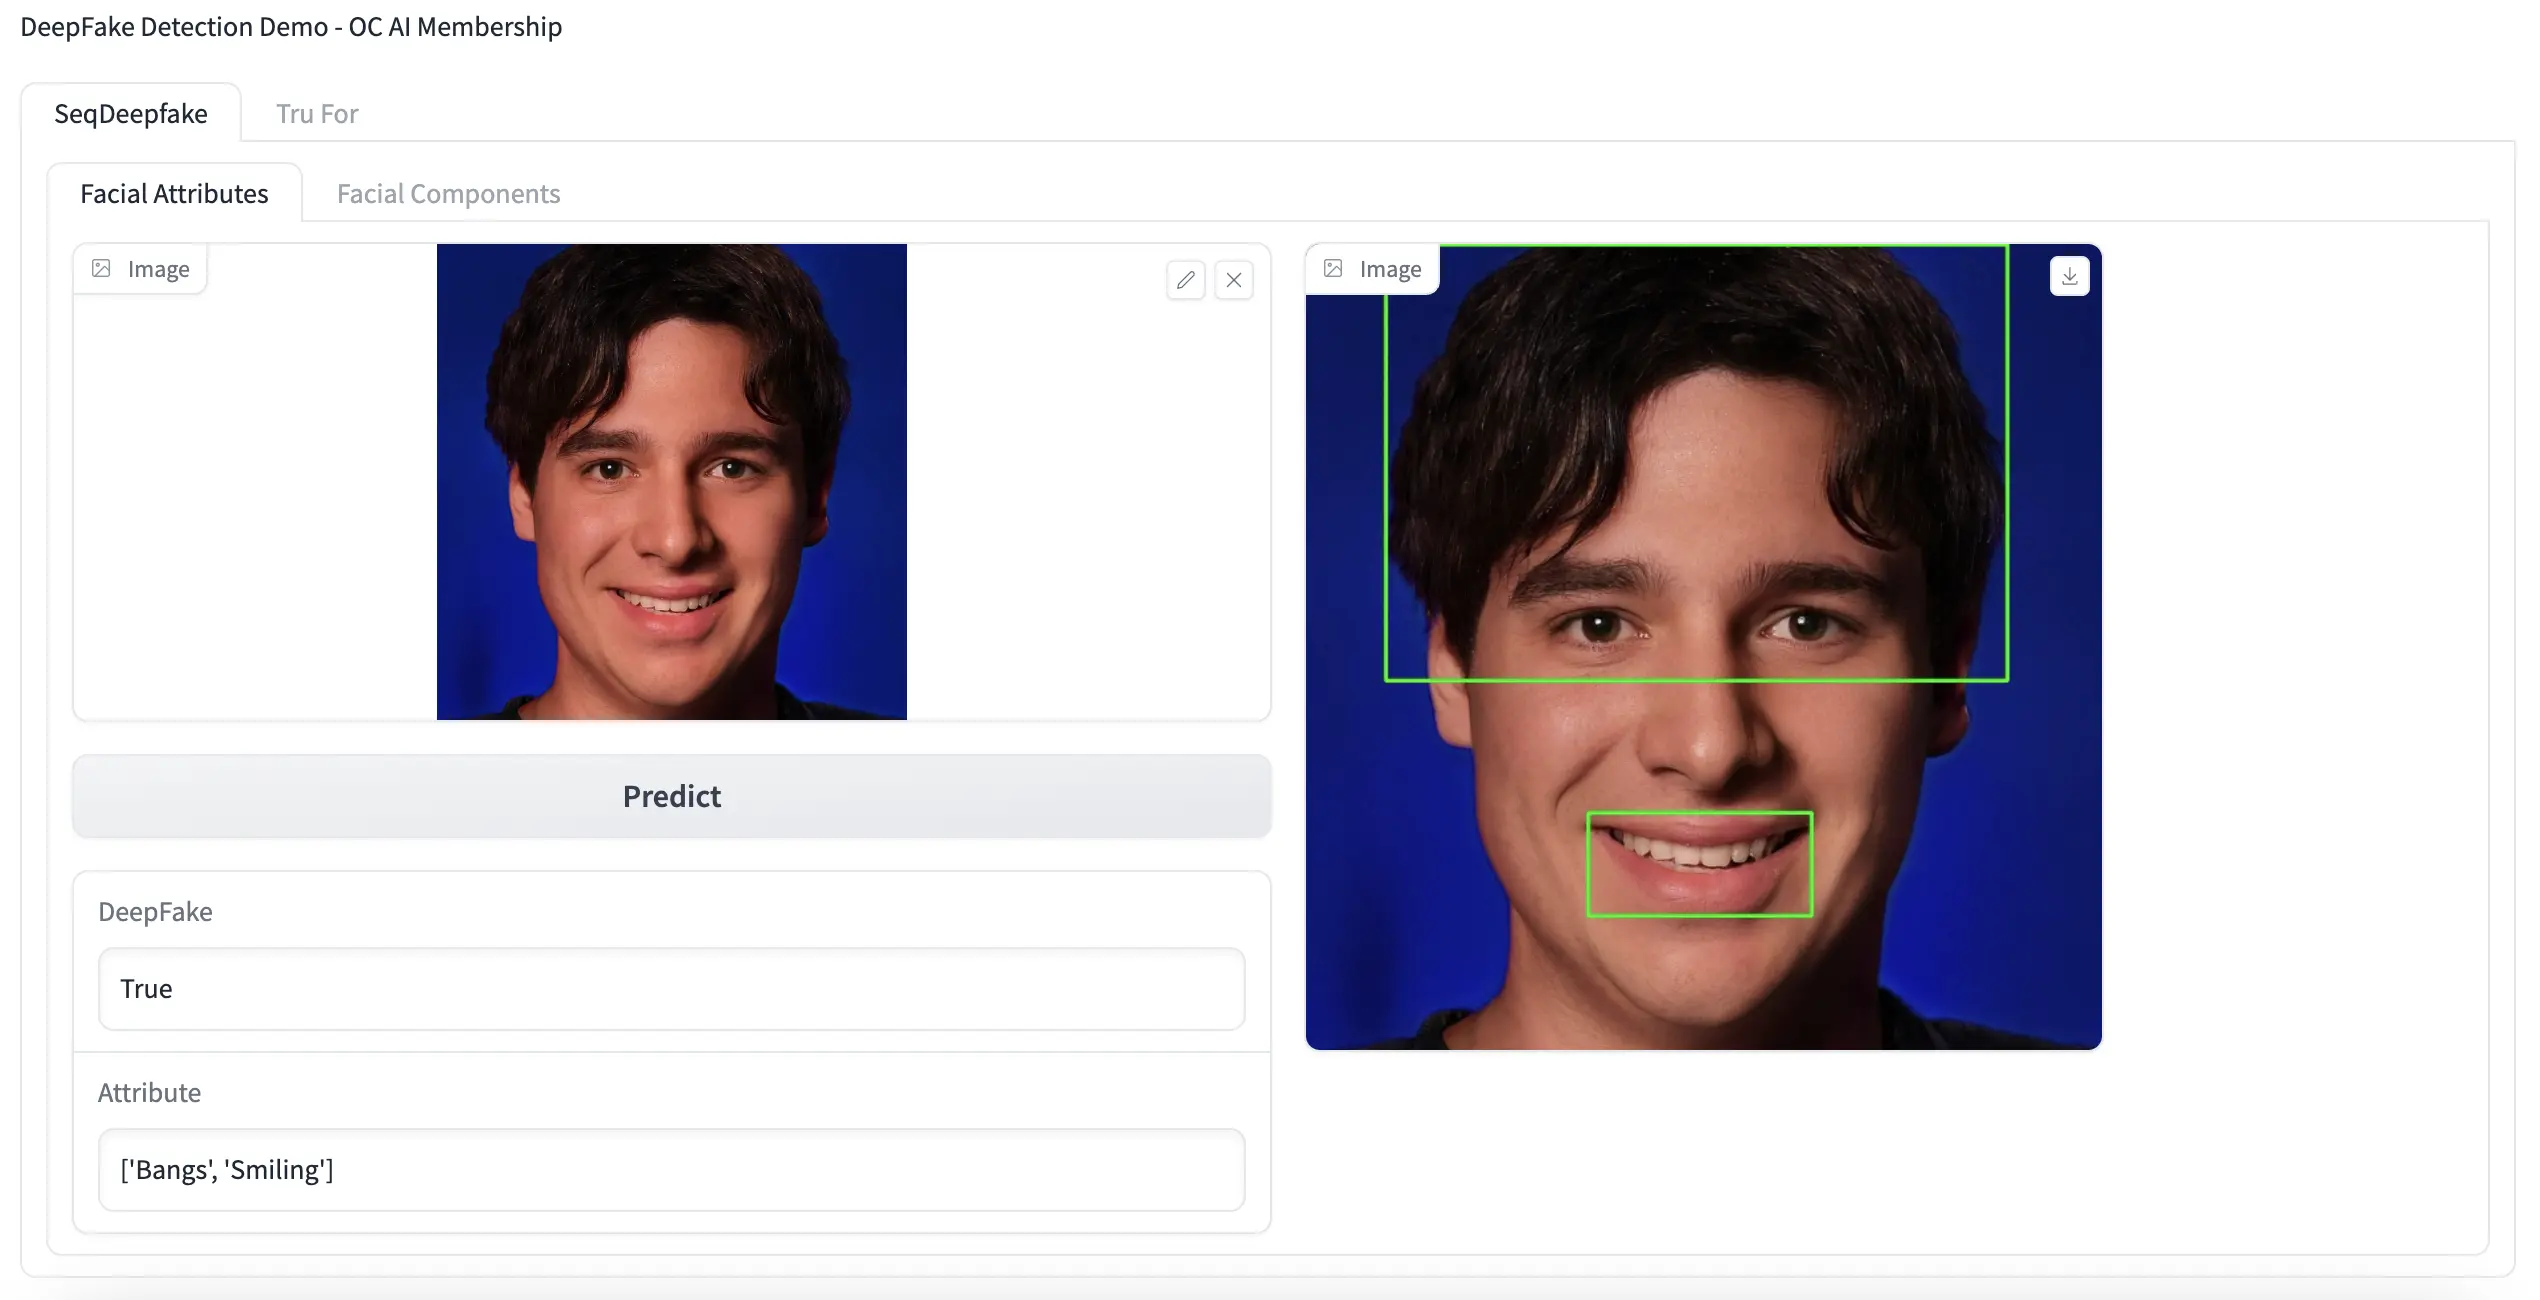 DeepFake Detection Demo - OC AI Membership
SeqDeepfake
Tru For
Facial Attributes
Facial Components
Image
Image
Predict
DeepFake
True
Attribute
['Bangs', 'Smiling']